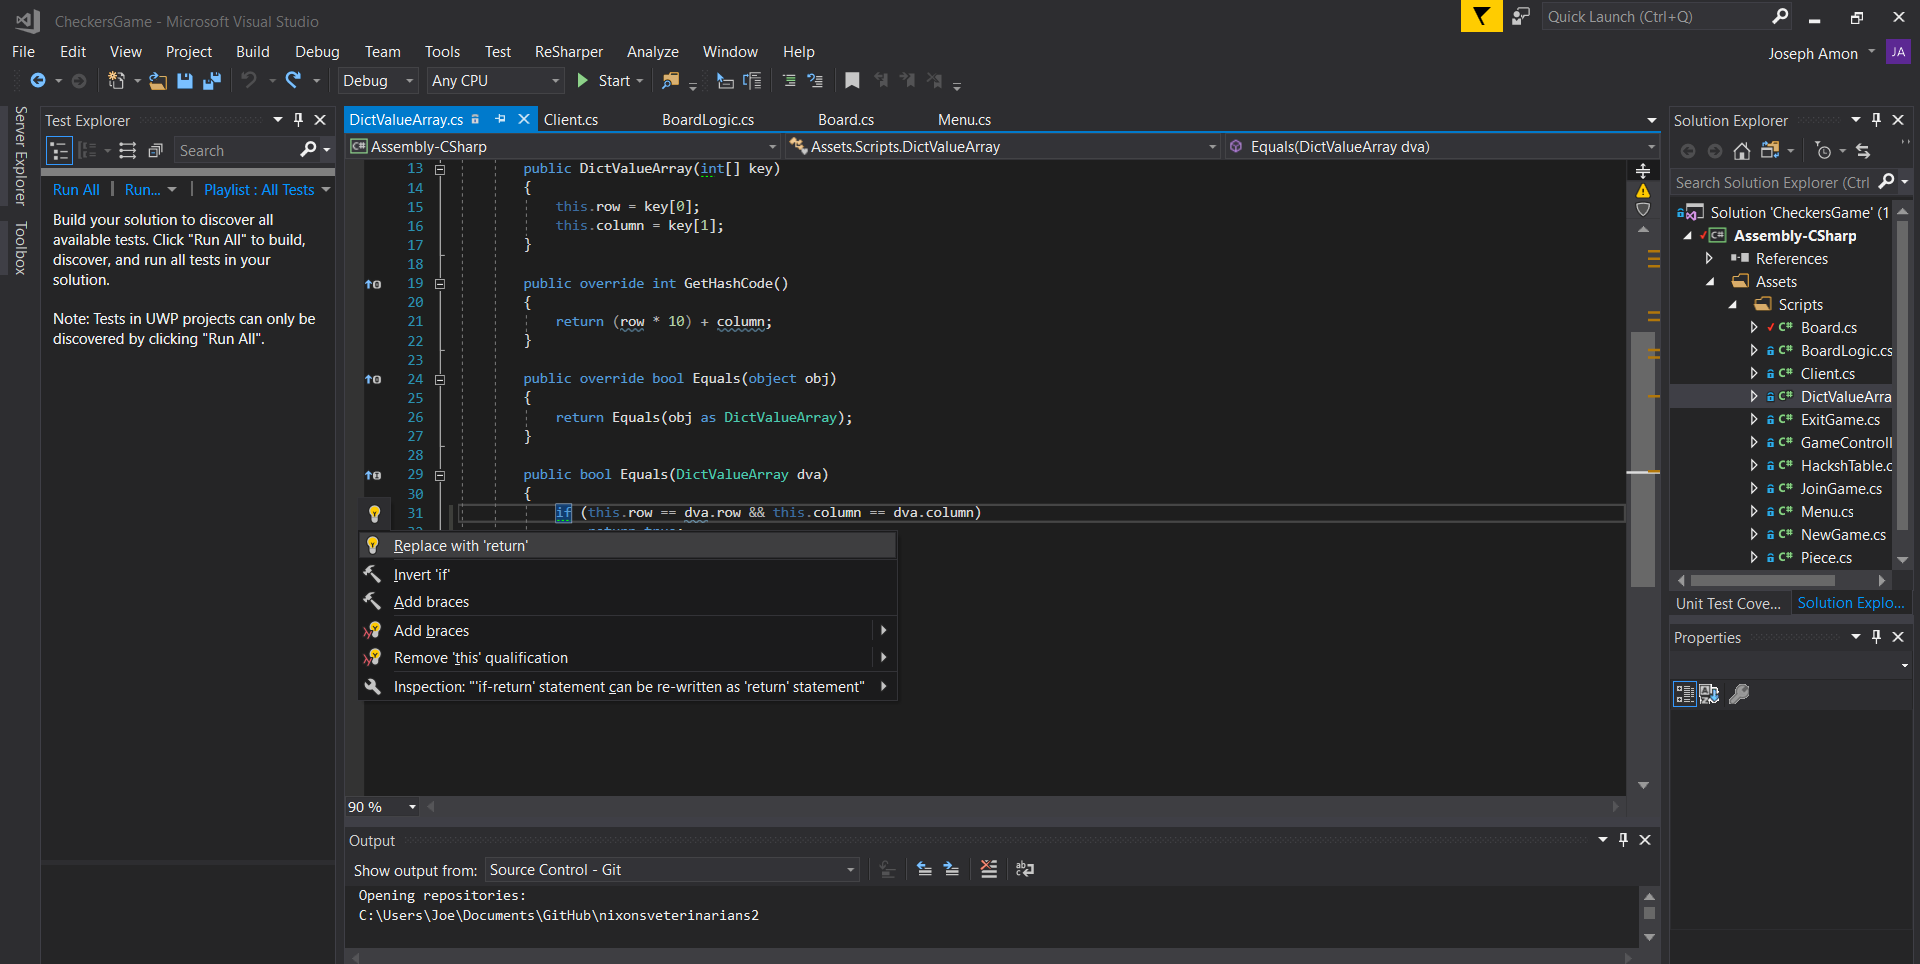 CheckersGame - Microsoft Visual Studio
Quick Launch (Ctrl+Q)
File Edit View Project Build Debug Team Tools Test ReSharper Analyze Window Help
Joseph Amon JA
Debug Any CPU Start
Server Explorer
Toolbox
Test Explorer
Search
Run All | Run... | Playlist : All Tests
Build your solution to discover all
available tests. Click "Run All" to build,
discover, and run all tests in your
solution.
Note: Tests in UWP projects can only be
discovered by clicking "Run All".
DictValueArray.cs Client.cs BoardLogic.cs Board.cs Menu.cs
C# Assembly-CSharp Assets.Scripts.DictValueArray Equals(DictValueArray dva)
13 public DictValueArray(int[] key)
14 {
15 this.row = key[0];
16 this.column = key[1];
17 }
18
19 public override int GetHashCode()
20 {
21 return (row * 10) + column;
22 }
23
24 public override bool Equals(object obj)
25 {
26 return Equals(obj as DictValueArray);
27 }
28
29 public bool Equals(DictValueArray dva)
30 {
31 if (this.row == dva.row && this.column == dva.column)
Replace with 'return'
Invert 'if'
Add braces
Add braces
Remove 'this' qualification
Inspection: "'if-return' statement can be re-written as 'return' statement"
90 %
Output
Show output from: Source Control - Git
Opening repositories:
C:\Users\Joe\Documents\GitHub\nixonsveterinarians2
Solution Explorer
Search Solution Explorer (Ctrl
Solution 'CheckersGame' (1
C# Assembly-CSharp
References
Assets
Scripts
C# Board.cs
C# BoardLogic.cs
C# Client.cs
C# DictValueArra
C# ExitGame.cs
C# GameControll
C# HackshTable.c
C# JoinGame.cs
C# Menu.cs
C# NewGame.cs
C# Piece.cs
Unit Test Cove... Solution Explo...
Properties